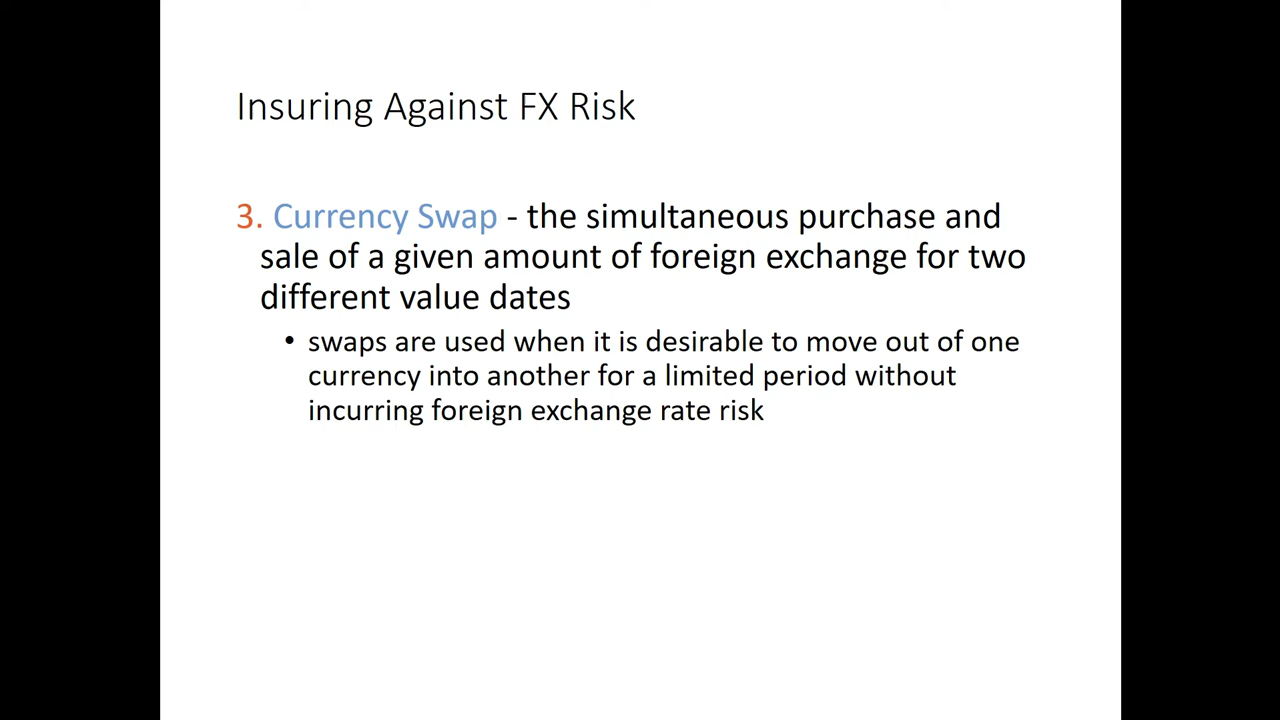 Insuring Against FX Risk
3. Currency Swap - the simultaneous purchase and
sale of a given amount of foreign exchange for two
different value dates
• swaps are used when it is desirable to move out of one
currency into another for a limited period without
incurring foreign exchange rate risk